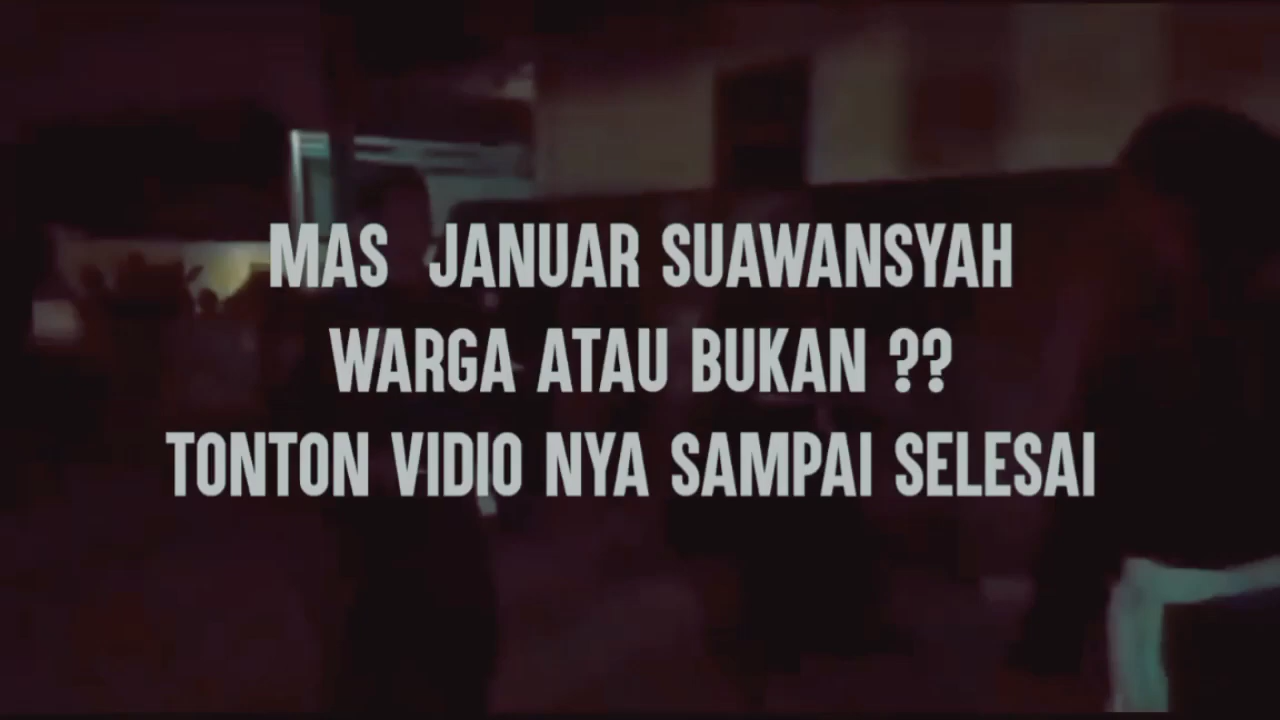 MAS JANUAR SUAWANSYAH
WARGA ATAU BUKAN ??
TONTON VIDIO NYA SAMPAI SELESAI